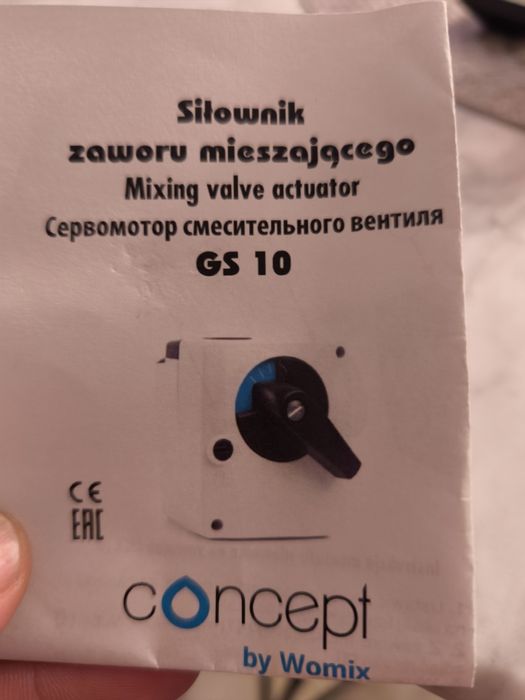 Siłownik
zaworu mieszającego
Mixing valve actuator
Сервомотор смесительного вентиля
GS 10
CE
EAC
concept
by Womix